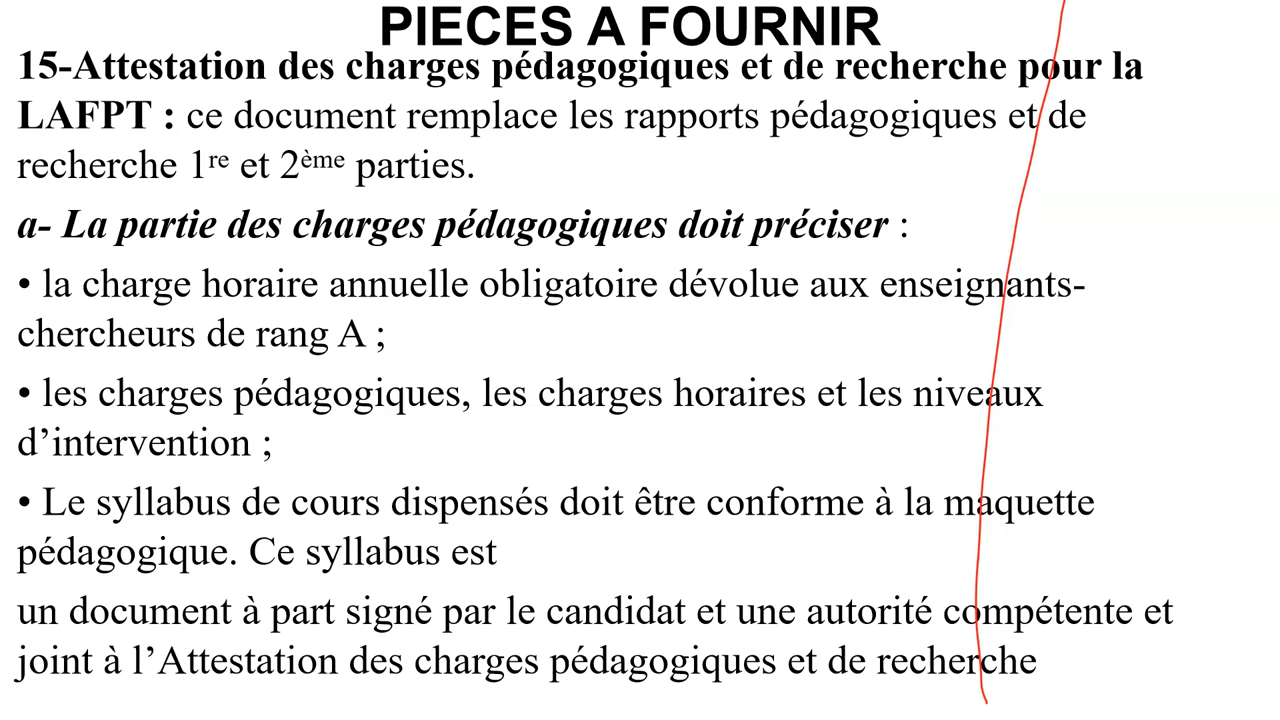 PIECES A FOURNIR
15-Attestation des charges pédagogiques et de recherche pour la
LAFPT : ce document remplace les rapports pédagogiques et de
recherche 1re et 2ème parties.
a- La partie des charges pédagogiques doit préciser :
• la charge horaire annuelle obligatoire dévolue aux enseignants-
chercheurs de rang A ;
• les charges pédagogiques, les charges horaires et les niveaux
d’intervention ;
• Le syllabus de cours dispensés doit être conforme à la maquette
pédagogique. Ce syllabus est
un document à part signé par le candidat et une autorité compétente et
joint à l’Attestation des charges pédagogiques et de recherche